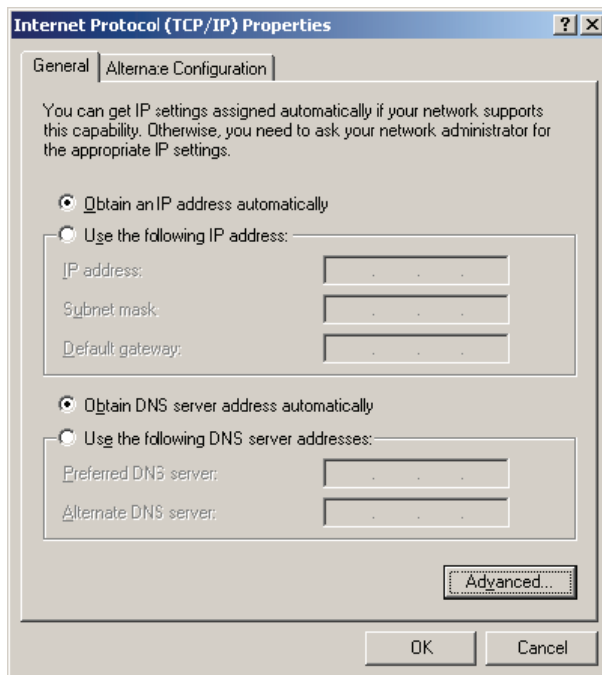 Internet Protocol (TCP/IP) Properties
General
Alternate Configuration
You can get IP settings assigned automatically if your network supports
this capability. Otherwise, you need to ask your network administrator for
the appropriate IP settings.
Obtain an IP address automatically
Use the following IP address:
IP address:
Subnet mask:
Default gateway:
Obtain DNS server address automatically
Use the following DNS server addresses:
Preferred DNS server:
Alternate DNS server:
Advanced...
OK
Cancel